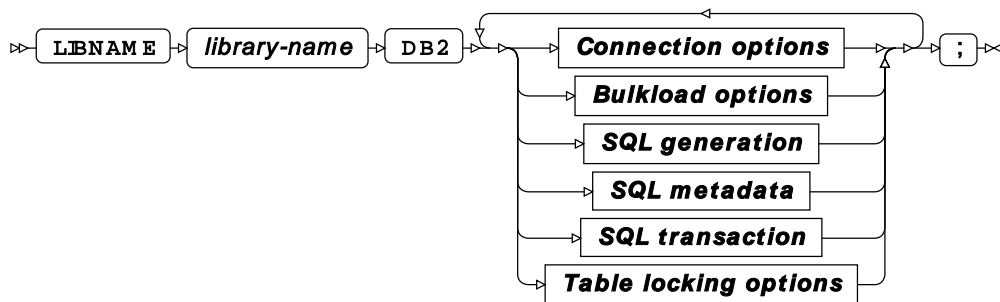 LIBNAME library-name DB2 Connection options ;
Bulkload options
SQL generation
SQL metadata
SQL transaction
Table locking options